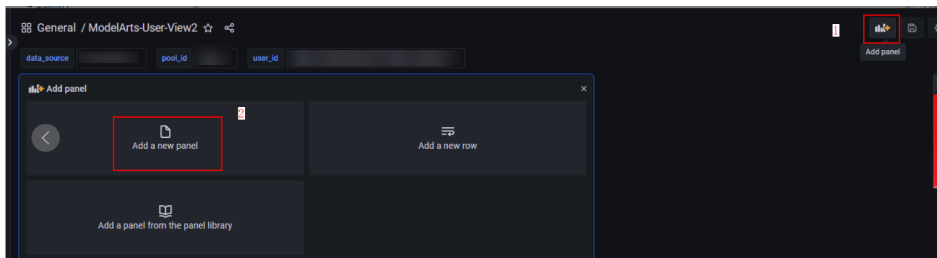 General / ModelArts-User-View2
1
Add panel
data_source
pool_id
user_id
Add panel
2
Add a new panel
Add a new row
Add a panel from the panel library